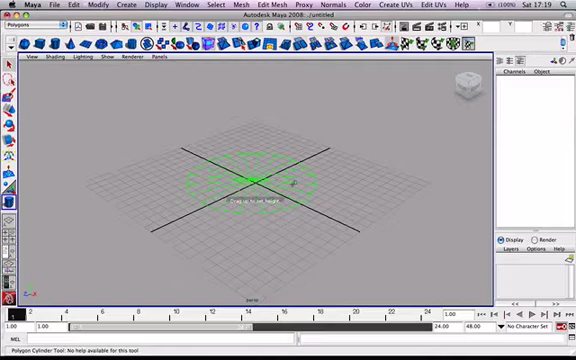 Maya File Edit Modify Create Display Window Select Mesh Edit Mesh Proxy Normals Color Create UVs Edit UVs (100%) Sat 17:19
Autodesk Maya 2008: ./untitled
Polygons
View Shading Lighting Show Renderer Panels
Channels Object
Drag up to set height
persp
Display Render
Layers Options Help
2 4 6 8 10 12 14 16 18 20 22 24 1.00
1.00 1.00 24.00 48.00 No Character Set
MEL
Polygon Cylinder Tool: No help available for this tool